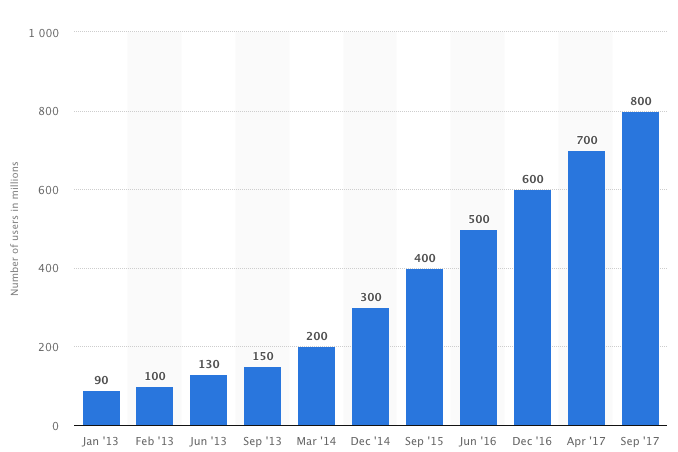 1 000
800
600
400
200
0
Number of users in millions
90
100
130
150
200
300
400
500
600
700
800
Jan '13
Feb '13
Jun '13
Sep '13
Mar '14
Dec '14
Sep '15
Jun '16
Dec '16
Apr '17
Sep '17